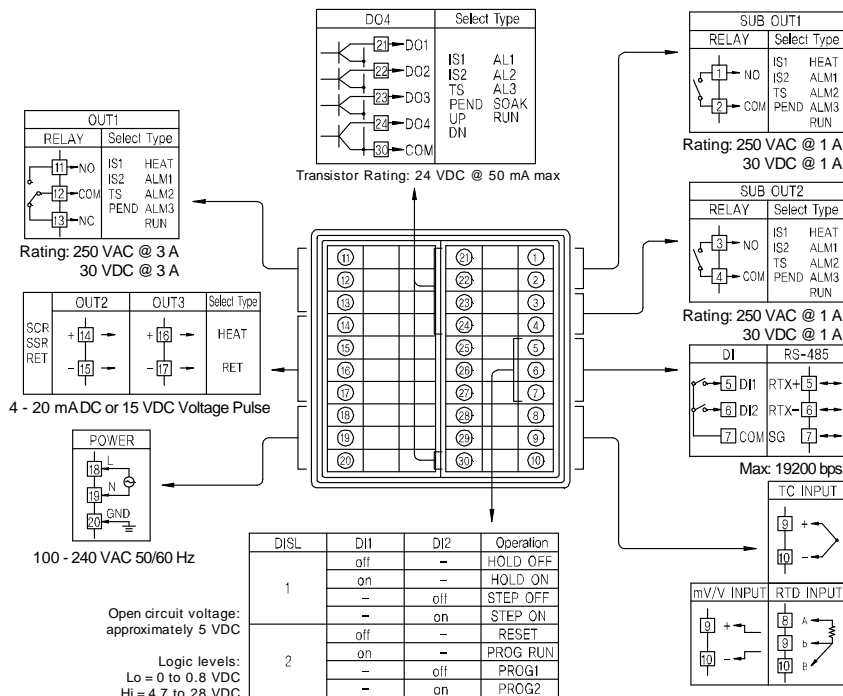 DO4 Select Type
21 DO1
22 DO2
23 DO3
24 DO4
30 COM
IS1 AL1
IS2 AL2
TS AL3
PEND SOAK
UP RUN
DN
Transistor Rating: 24 VDC @ 50 mA max
SUB OUT1
RELAY Select Type
1 NO
2 COM
IS1 HEAT
IS2 ALM1
TS ALM2
PEND ALM3
RUN
Rating: 250 VAC @ 1 A
30 VDC @ 1 A
OUT1
RELAY Select Type
11 NO
12 COM
13 NC
IS1 HEAT
IS2 ALM1
TS ALM2
PEND ALM3
RUN
Rating: 250 VAC @ 3 A
30 VDC @ 3 A
SUB OUT2
RELAY Select Type
3 NO
4 COM
IS1 HEAT
IS2 ALM1
TS ALM2
PEND ALM3
RUN
Rating: 250 VAC @ 1 A
30 VDC @ 1 A
11 21 1
12 22 2
13 23 3
14 24 4
15 25 5
16 26 6
17 27 7
18 28 8
19 29 9
20 30 10
OUT2 OUT3 Select Type
SCR
SSR
RET
+ 14 + 16 HEAT
- 15 - 17 RET
4 - 20 mA DC or 15 VDC Voltage Pulse
DI RS-485
5 DI1 RTX+ 5
6 DI2 RTX- 6
7 COM SG 7
Max: 19200 bps
POWER
18 L
19 N
20 GND
100 - 240 VAC 50/60 Hz
TC INPUT
9 +
10 -
mV/V INPUT RTD INPUT
9 + 8 A
9 b
10 - 10 B
DISL DI1 DI2 Operation
1 off - HOLD OFF
on - HOLD ON
- off STEP OFF
- on STEP ON
2 off - RESET
on - PROG RUN
- off PROG1
- on PROG2
Open circuit voltage:
approximately 5 VDC
Logic levels:
Lo = 0 to 0.8 VDC
Hi = 4.7 to 28 VDC